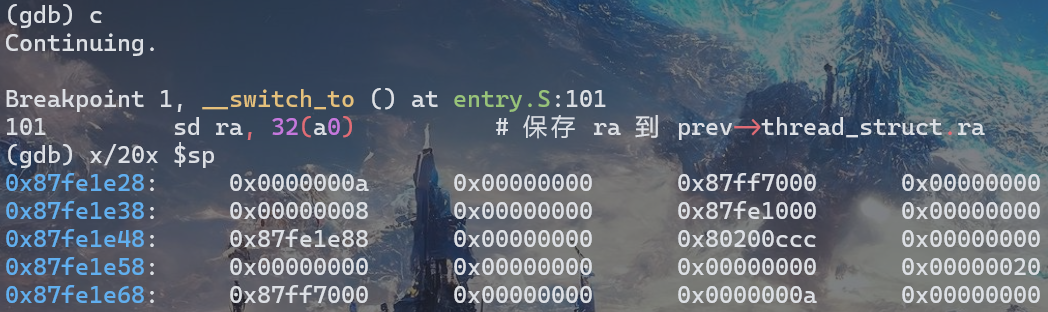 (gdb) c
Continuing.
Breakpoint 1, __switch_to () at entry.S:101
101 sd ra, 32(a0) # 保存 ra 到 prev->thread_struct.ra
(gdb) x/20x $sp
0x87fe1e28: 0x0000000a 0x00000000 0x87ff7000 0x00000000
0x87fe1e38: 0x00000008 0x00000000 0x87fe1000 0x00000000
0x87fe1e48: 0x87fe1e88 0x00000000 0x80200ccc 0x00000000
0x87fe1e58: 0x00000000 0x00000000 0x00000000 0x00000020
0x87fe1e68: 0x87ff7000 0x00000000 0x0000000a 0x00000000